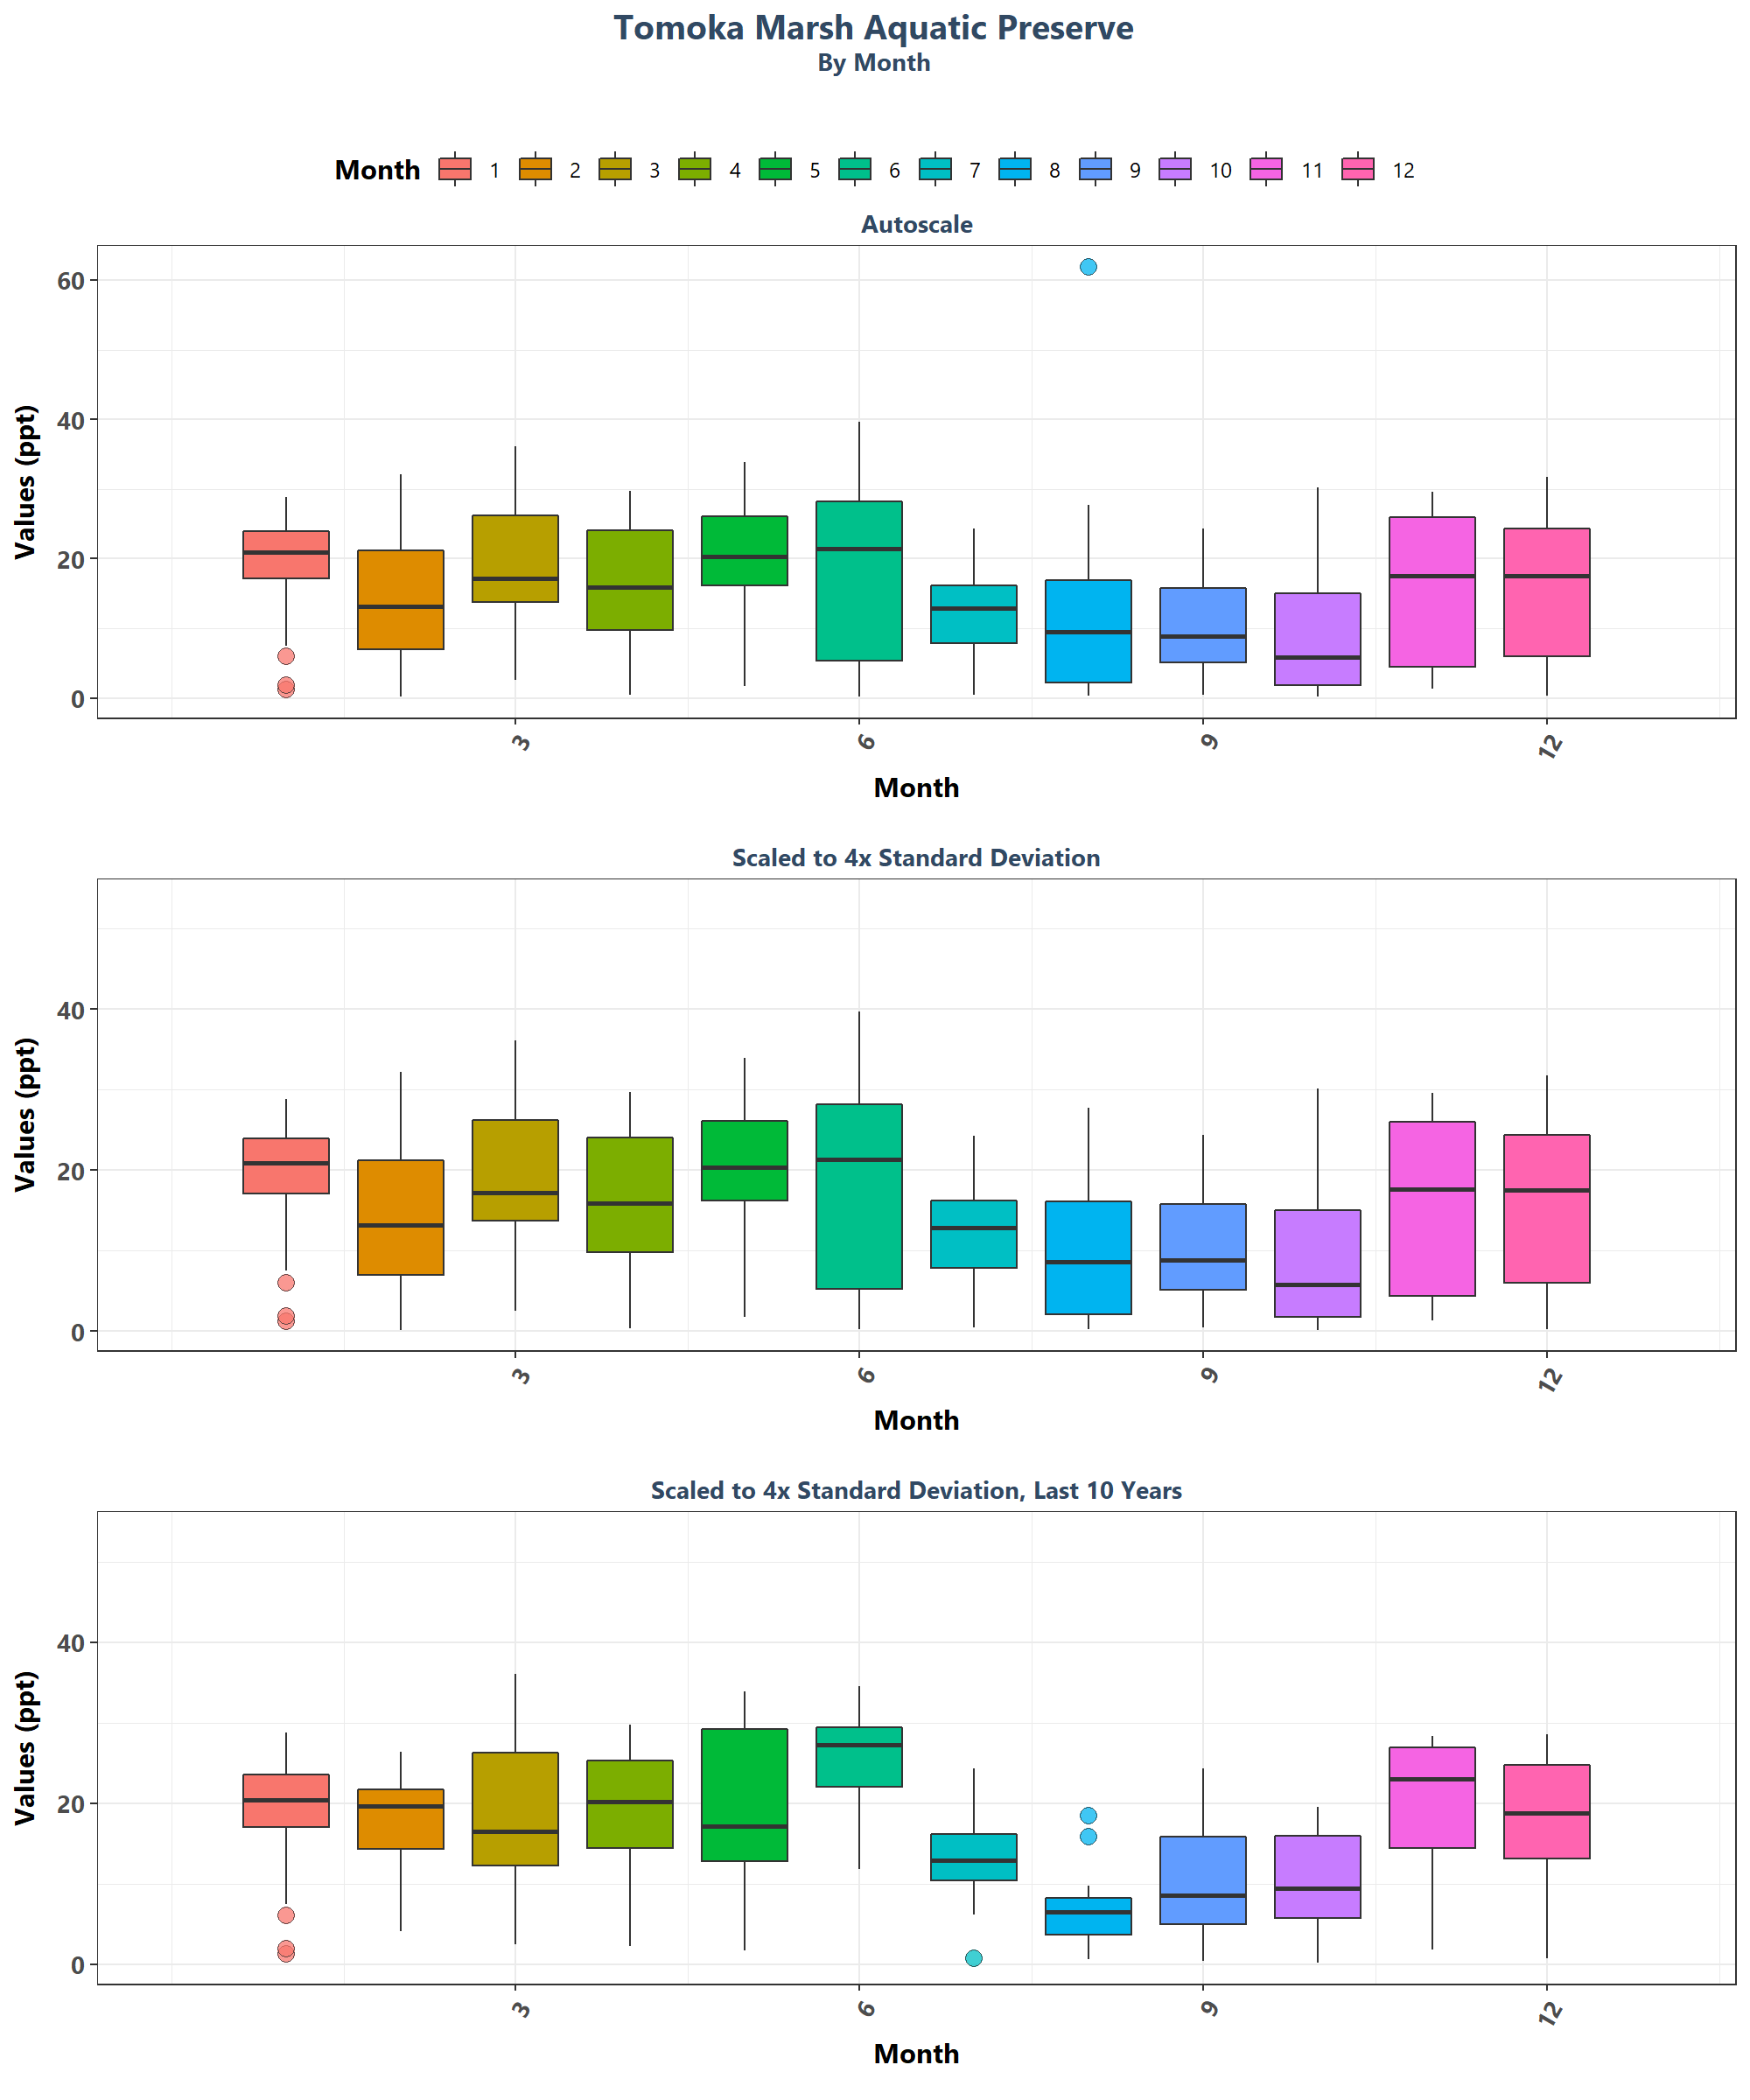 Tomoka Marsh Aquatic Preserve
By Month
Month 1 2 3 4 5 6 7 8 9 10 11 12
Autoscale
Values (ppt)
60
40
20
0
3 6 9 12
Month
Scaled to 4x Standard Deviation
Values (ppt)
40
20
0
3 6 9 12
Month
Scaled to 4x Standard Deviation, Last 10 Years
Values (ppt)
40
20
0
3 6 9 12
Month